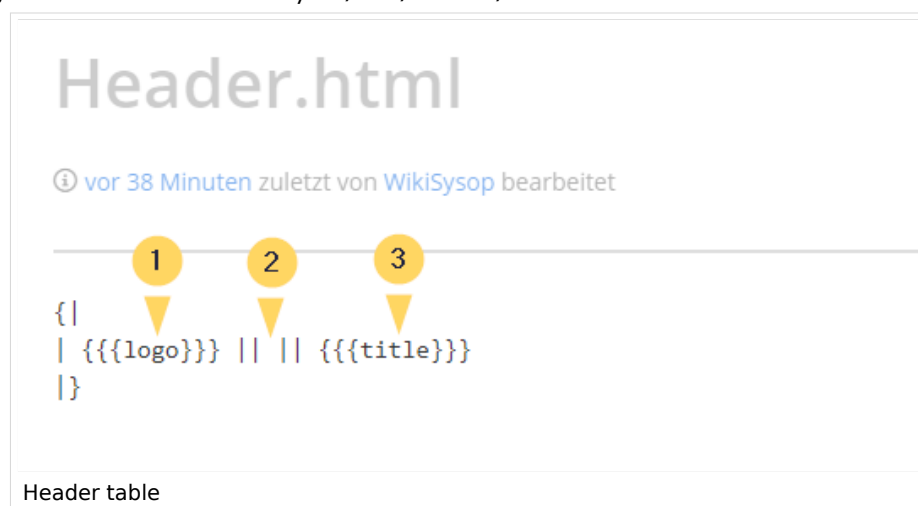 Header.html
vor 38 Minuten zuletzt von WikiSysop bearbeitet
1 2 3
{|
| {{{logo}}} || || {{{title}}}
|}
Header table